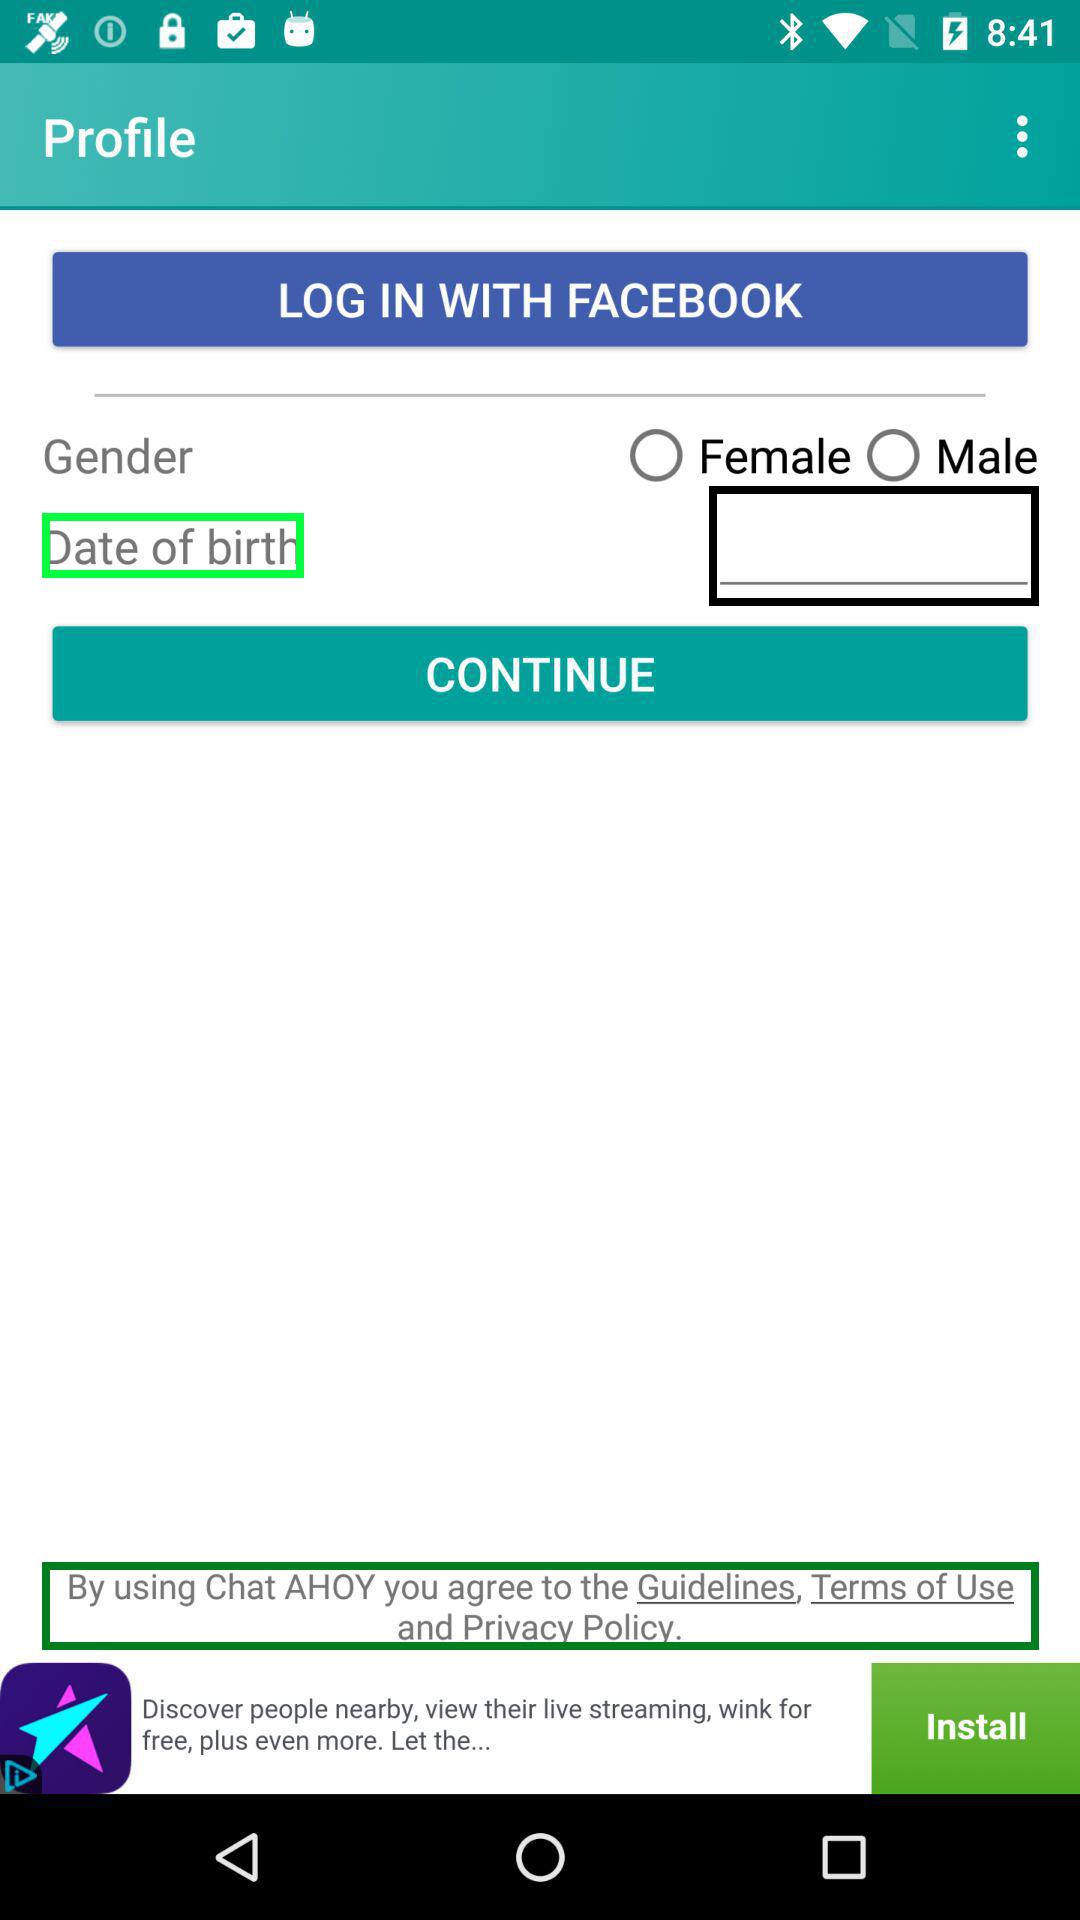 FAKE
8:41
Profile
LOG IN WITH FACEBOOK
Gender
Female
Male
Date of birth
CONTINUE
By using Chat AHOY you agree to the Guidelines, Terms of Use
and Privacy Policy.
Discover people nearby, view their live streaming, wink for
free, plus even more. Let the...
Install